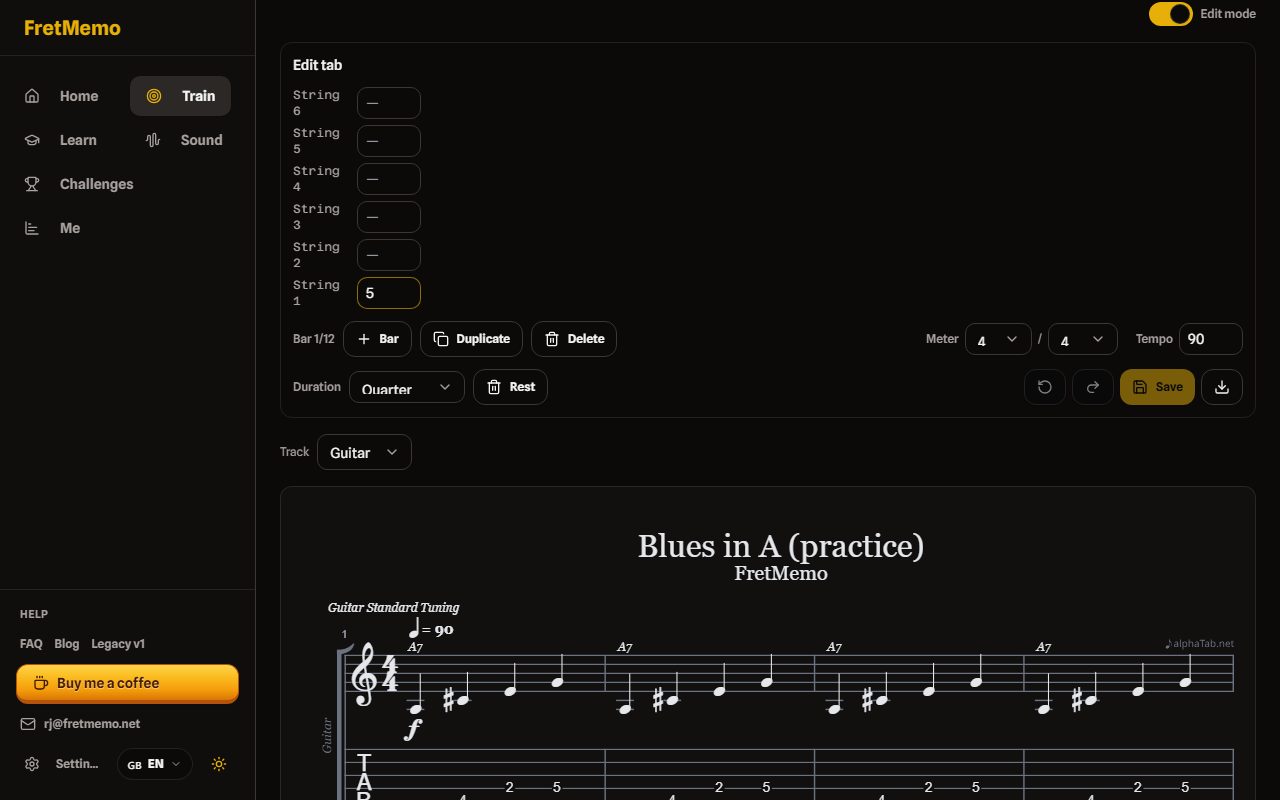 FretMemo
Edit mode
Home
Train
Learn
Sound
Challenges
Me
Edit tab
String 6
—
String 5
—
String 4
—
String 3
—
String 2
—
String 1
5
Bar 1/12
Bar
Duplicate
Delete
Meter
4
/
4
Tempo
90
Duration
Quarter
Rest
Save
Track
Guitar
Blues in A (practice)
FretMemo
Guitar Standard Tuning
= 90
1
A7
A7
A7
A7
♪alphaTab.net
4
4
f
Guitar
T
A
B
2 5 2 5 2 5 2 5
4 4 4 4
HELP
FAQ
Blog
Legacy v1
Buy me a coffee
rj@fretmemo.net
Settin...
GB EN